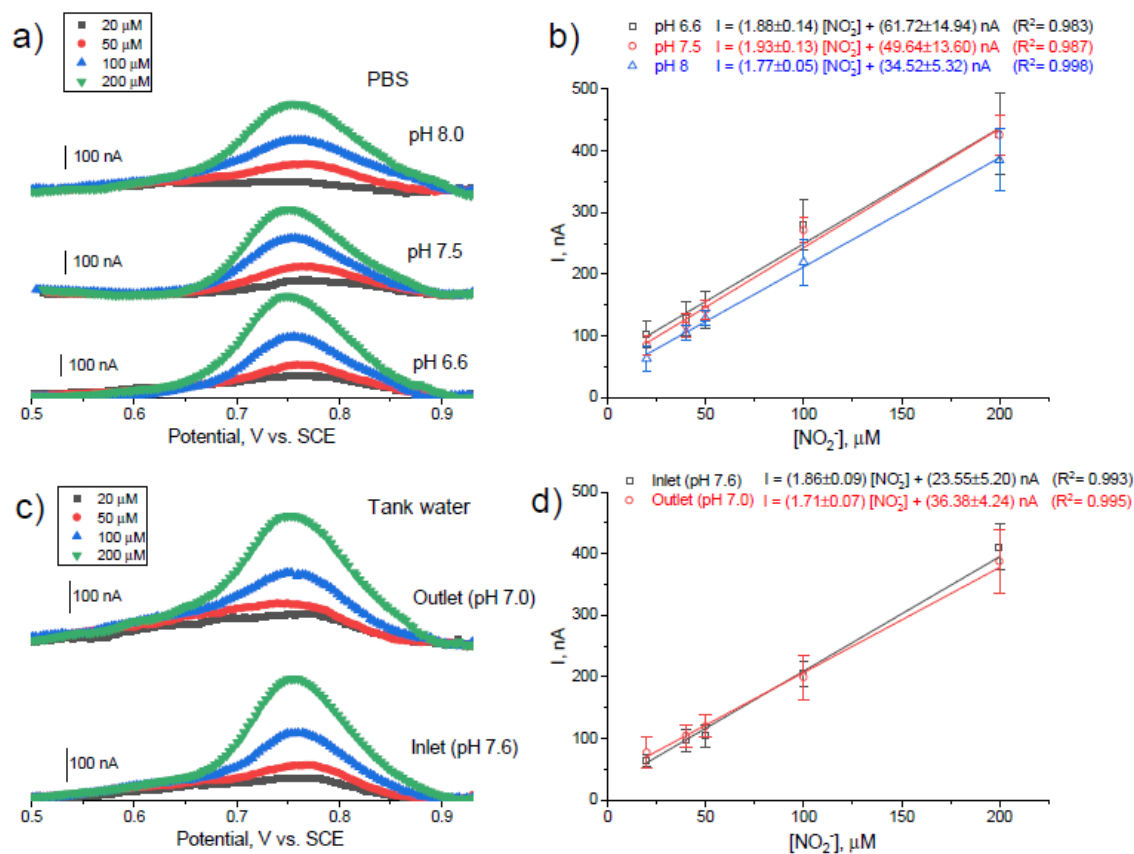 a)
20 μM
50 μM
100 μM
200 μM
PBS
pH 8.0
100 nA
pH 7.5
100 nA
pH 6.6
100 nA
0.5 0.6 0.7 0.8 0.9
Potential, V vs. SCE
b)
pH 6.6 I = (1.88±0.14) [NO₂⁻] + (61.72±14.94) nA (R²= 0.983)
pH 7.5 I = (1.93±0.13) [NO₂⁻] + (49.64±13.60) nA (R²= 0.987)
pH 8 I = (1.77±0.05) [NO₂⁻] + (34.52±5.32) nA (R²= 0.998)
500
400
300
200
100
0
I, nA
0 50 100 150 200
[NO₂⁻], μM
c)
20 μM
50 μM
100 μM
200 μM
Tank water
100 nA
Outlet (pH 7.0)
100 nA
Inlet (pH 7.6)
0.5 0.6 0.7 0.8 0.9
Potential, V vs. SCE
d)
Inlet (pH 7.6) I = (1.86±0.09) [NO₂⁻] + (23.55±5.20) nA (R²= 0.993)
Outlet (pH 7.0) I = (1.71±0.07) [NO₂⁻] + (36.38±4.24) nA (R²= 0.995)
500
400
300
200
100
0
I, nA
0 50 100 150 200
[NO₂⁻], μM